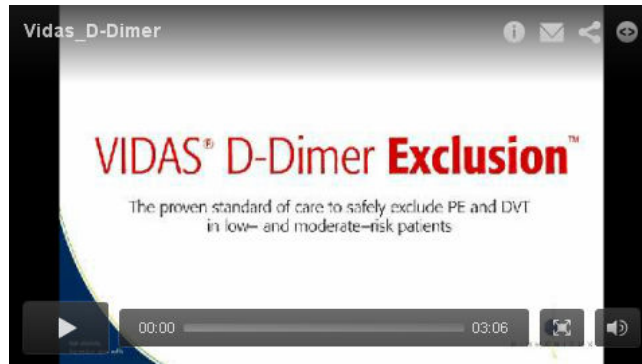 Vidas_D-Dimer
VIDAS® D-Dimer Exclusion™
The proven standard of care to safely exclude PE and DVT
in low– and moderate–risk patients
00:00
03:06